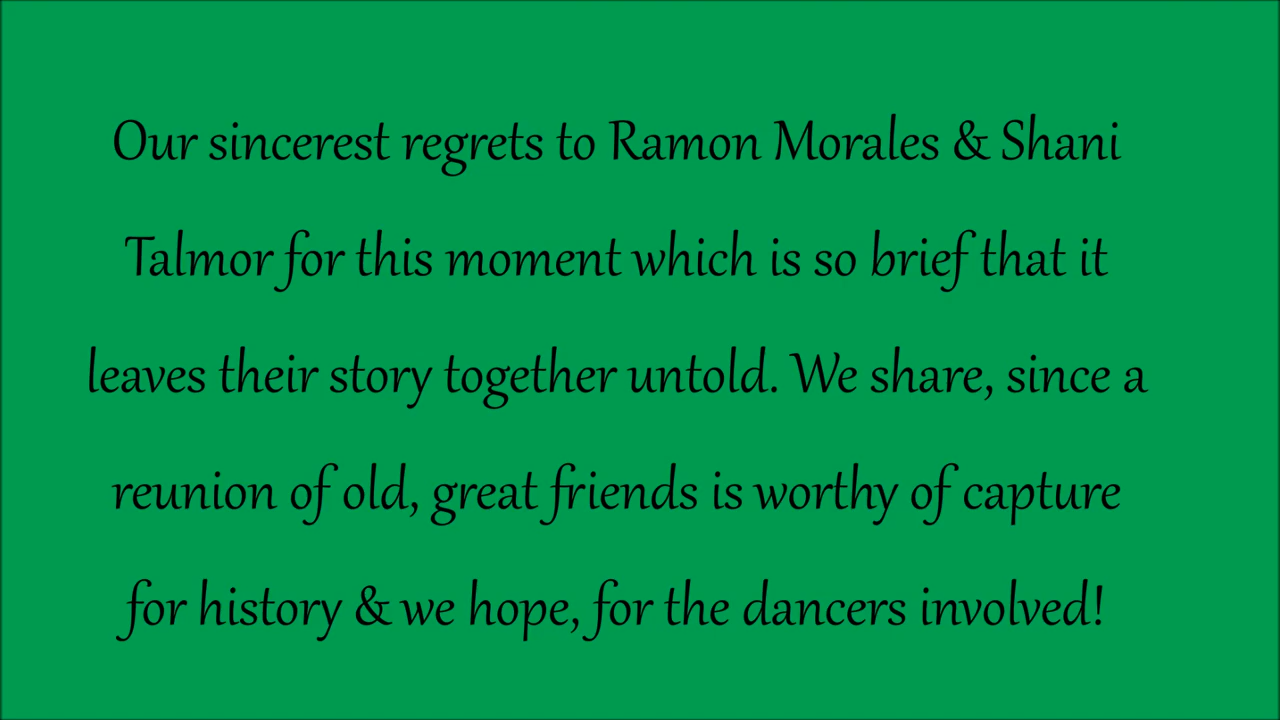 Our sincerest regrets to Ramon Morales & Shani
Talmor for this moment which is so brief that it
leaves their story together untold. We share, since a
reunion of old, great friends is worthy of capture
for history & we hope, for the dancers involved!